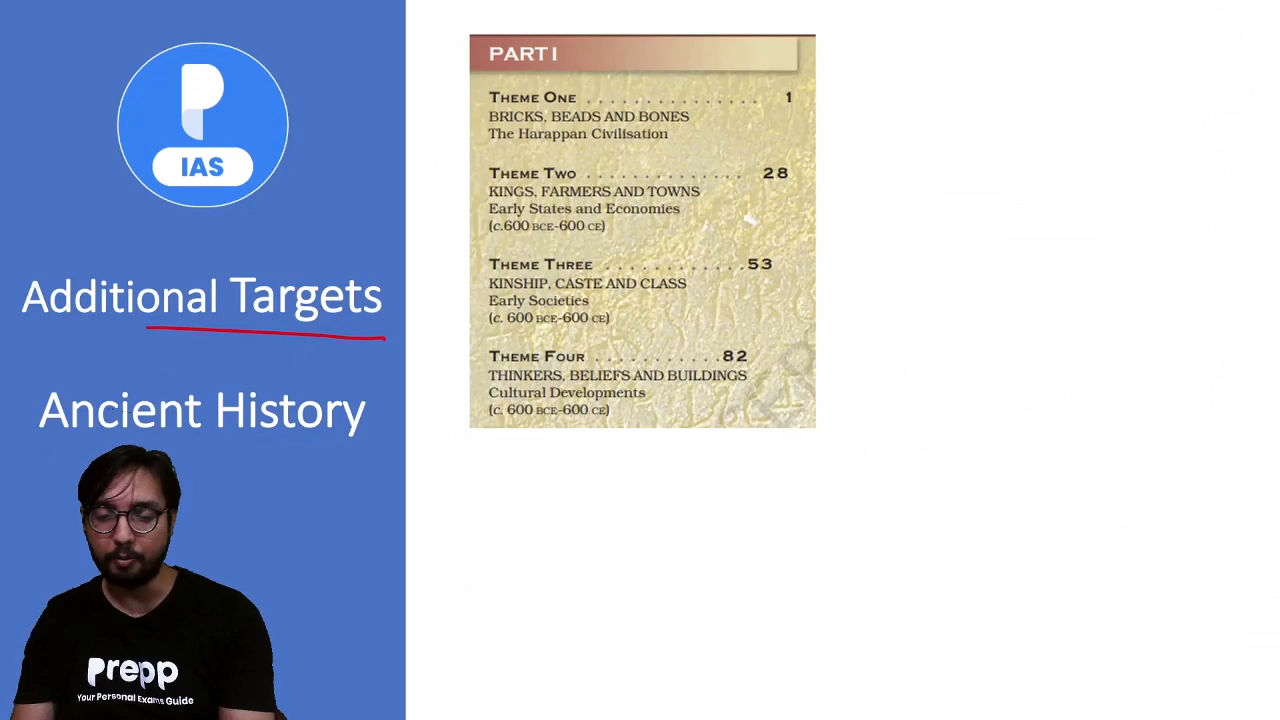 P
IAS
Additional Targets
Ancient History
prepp
Your Personal Exams Guide
PART I
THEME ONE . . . . . . . . . . . . . . . 1
BRICKS, BEADS AND BONES
The Harappan Civilisation
THEME TWO . . . . . . . . . . . . . . 28
KINGS, FARMERS AND TOWNS
Early States and Economies
(c.600 BCE-600 CE)
THEME THREE . . . . . . . . . . . . 53
KINSHIP, CASTE AND CLASS
Early Societies
(c. 600 BCE-600 CE)
THEME FOUR . . . . . . . . . . . 82
THINKERS, BELIEFS AND BUILDINGS
Cultural Developments
(c. 600 BCE-600 CE)